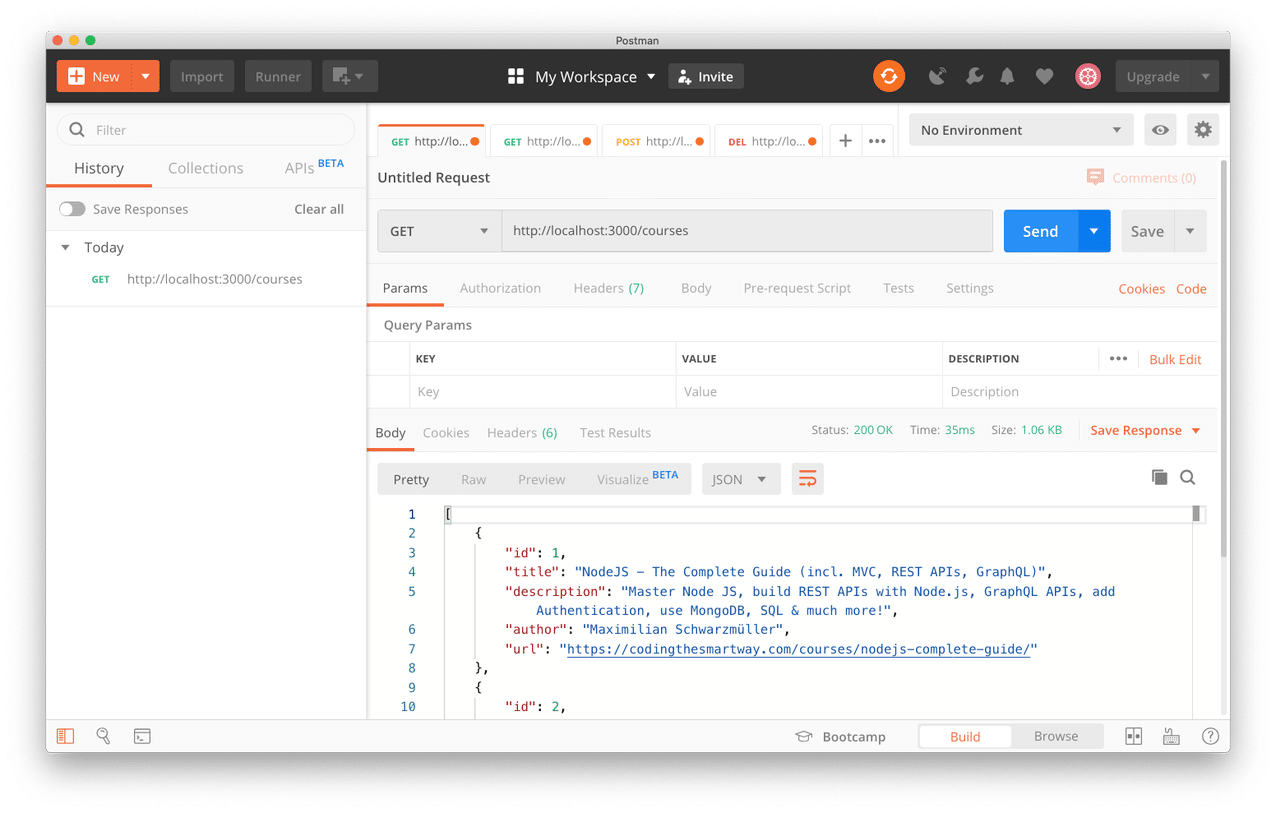 Postman
New Import Runner My Workspace Invite Upgrade
Filter
History Collections APIs BETA
Save Responses Clear all
Today
GET http://localhost:3000/courses
GET http://lo... GET http://lo... POST http://l... DEL http://lo... + ••• No Environment
Untitled Request Comments (0)
GET http://localhost:3000/courses Send Save
Params Authorization Headers (7) Body Pre-request Script Tests Settings Cookies Code
Query Params
KEY VALUE DESCRIPTION ••• Bulk Edit
Key Value Description
Body Cookies Headers (6) Test Results Status: 200 OK Time: 35ms Size: 1.06 KB Save Response
Pretty Raw Preview Visualize BETA JSON
1 [
2 {
3 "id": 1,
4 "title": "NodeJS - The Complete Guide (incl. MVC, REST APIs, GraphQL)",
5 "description": "Master Node JS, build REST APIs with Node.js, GraphQL APIs, add
Authentication, use MongoDB, SQL & much more!",
6 "author": "Maximilian Schwarzmüller",
7 "url": "https://codingthesmartway.com/courses/nodejs-complete-guide/"
8 },
9 {
10 "id": 2,
Bootcamp Build Browse